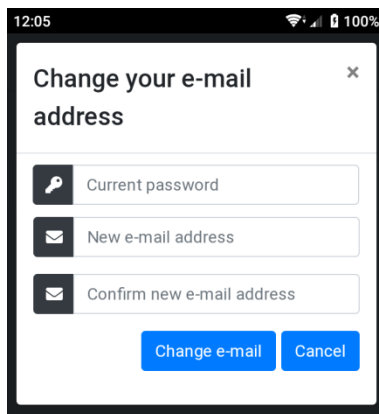 12:05 100%
Change your e-mail
address
×
Current password
New e-mail address
Confirm new e-mail address
Change e-mail Cancel